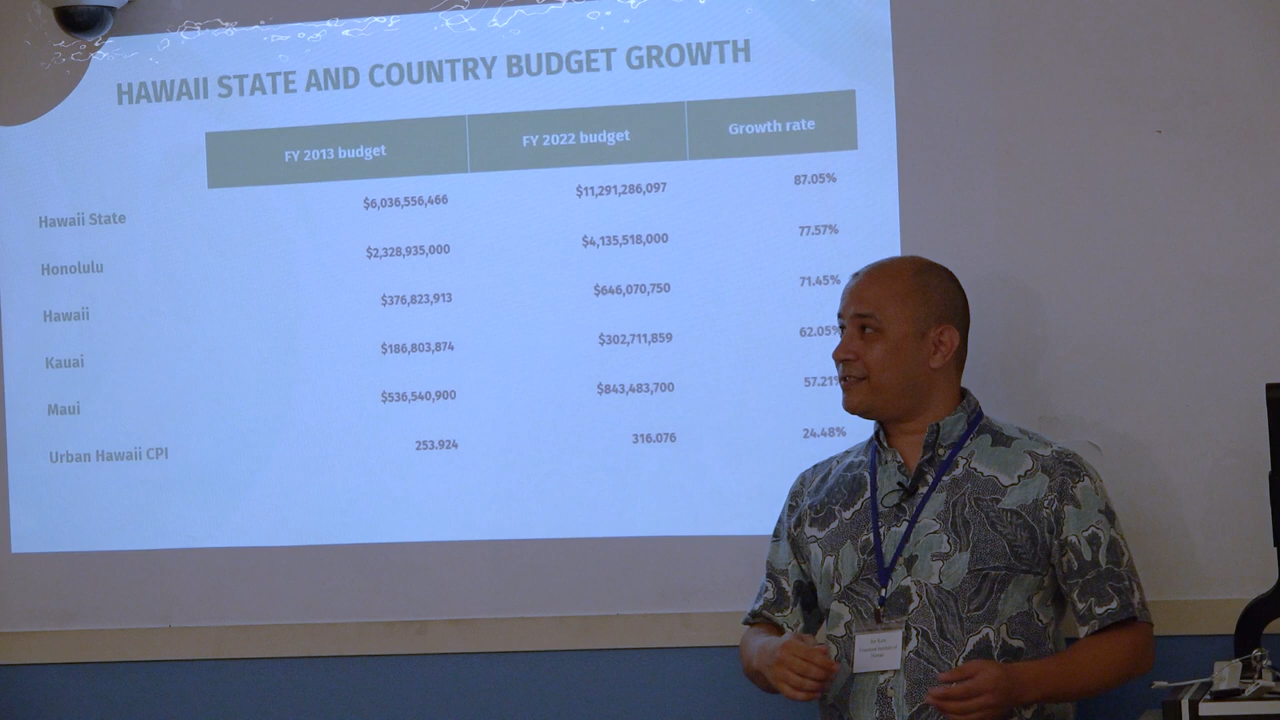 HAWAII STATE AND COUNTRY BUDGET GROWTH
FY 2013 budget FY 2022 budget Growth rate
Hawaii State $6,036,556,466 $11,291,286,097 87.05%
Honolulu $2,328,935,000 $4,135,518,000 77.57%
Hawaii $376,823,913 $646,070,750 71.45%
Kauai $186,803,874 $302,711,859 62.05%
Maui $536,540,900 $843,483,700 57.21%
Urban Hawaii CPI 253.924 316.076 24.48%